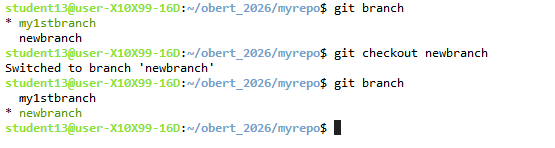 student13@user-X10X99-16D:~/obert_2026/myrepo$ git branch
* my1stbranch
  newbranch
student13@user-X10X99-16D:~/obert_2026/myrepo$ git checkout newbranch
Switched to branch 'newbranch'
student13@user-X10X99-16D:~/obert_2026/myrepo$ git branch
  my1stbranch
* newbranch
student13@user-X10X99-16D:~/obert_2026/myrepo$